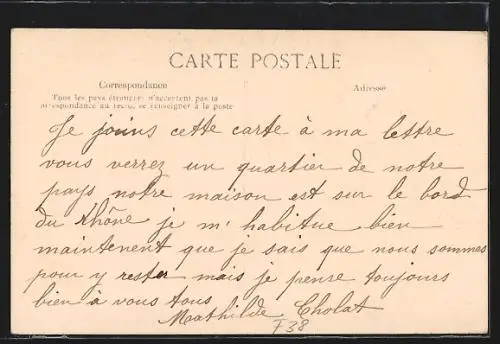 CARTE POSTALE
Correspondance
Adresse
Tous les pays étrangers n'acceptent pas la
correspondance au recto, se renseigner à la poste
Je joins cette carte à ma lettre
vous verrez un quartier de notre
pays notre maison est sur le bord
du Rhône je m'habitue bien
maintenent que je sais que nous sommes
pour y rester mais je pense toujours
bien à vous tous
Mathilde Cholat
F38